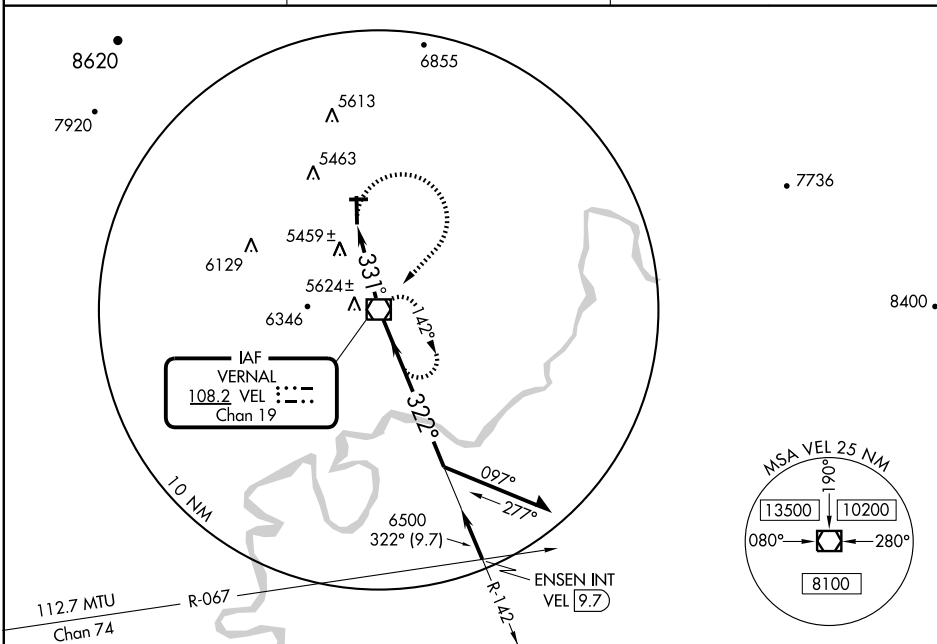 8620
6855
7920
5613
5463
7736
5459 ±
6129
331°
5624 ±
6346
142°
8400
IAF
VERNAL
108.2 VEL
Chan 19
322°
10 NM
097°
277°
6500
322° (9.7)
ENSEN INT
VEL 9.7
R-142
112.7 MTU
R-067
Chan 74
MSA VEL 25 NM
190°
13500 10200
080° 280°
8100